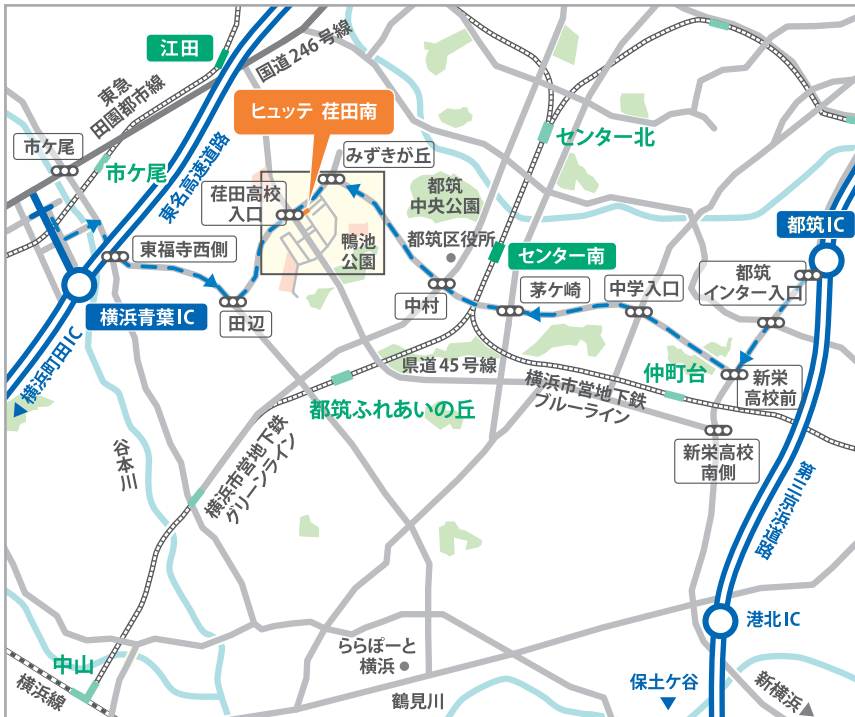 江田
国道246号線
東急
田園都市線
ヒュッテ 荏田南
市ケ尾
市ケ尾
東名高速道路
みずきが丘
センター北
荏田高校
入口
都筑
中央公園
都筑区役所
鴨池
公園
東福寺西側
センター南
都筑IC
都筑
インター入口
横浜青葉IC
田辺
中村
茅ケ崎
中学入口
横浜町田IC
県道45号線
仲町台
新栄
高校前
横浜市営地下鉄
ブルーライン
都筑ふれあいの丘
谷本川
横浜市営地下鉄
グリーンライン
新栄高校
南側
第三京浜道路
港北IC
ららぽーと
横浜
中山
横浜線
鶴見川
保土ケ谷
新横浜